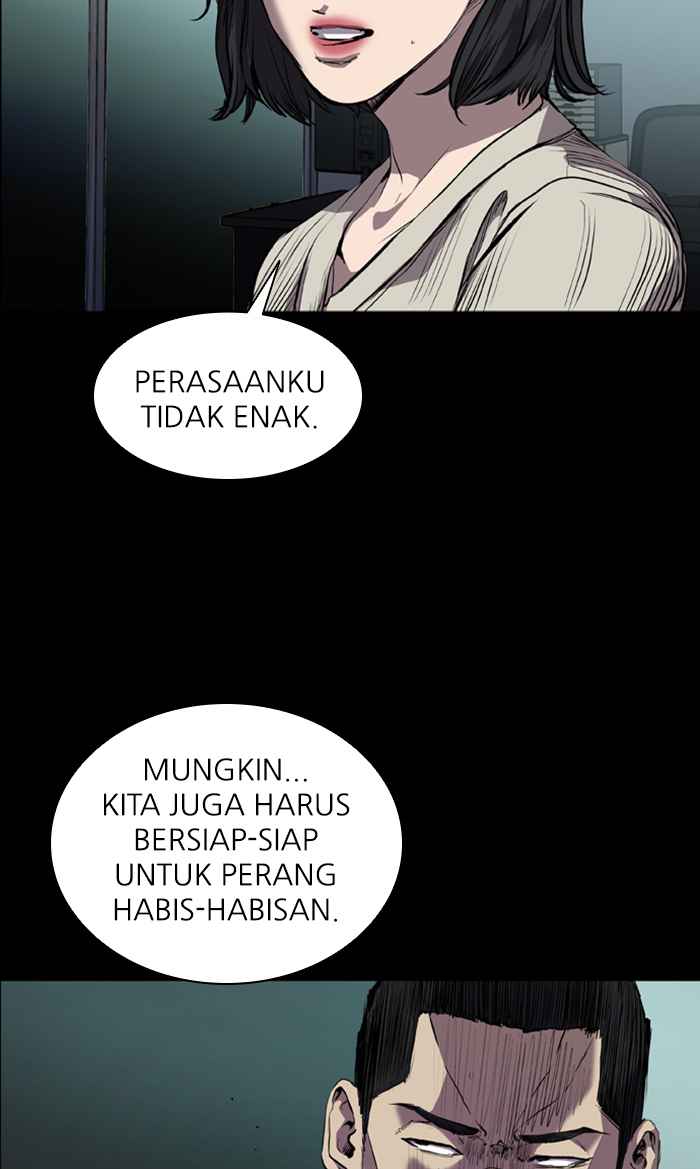 PERASAANKU
TIDAK ENAK.
MUNGKIN...
KITA JUGA HARUS
BERSIAP-SIAP
UNTUK PERANG
HABIS-HABISAN.